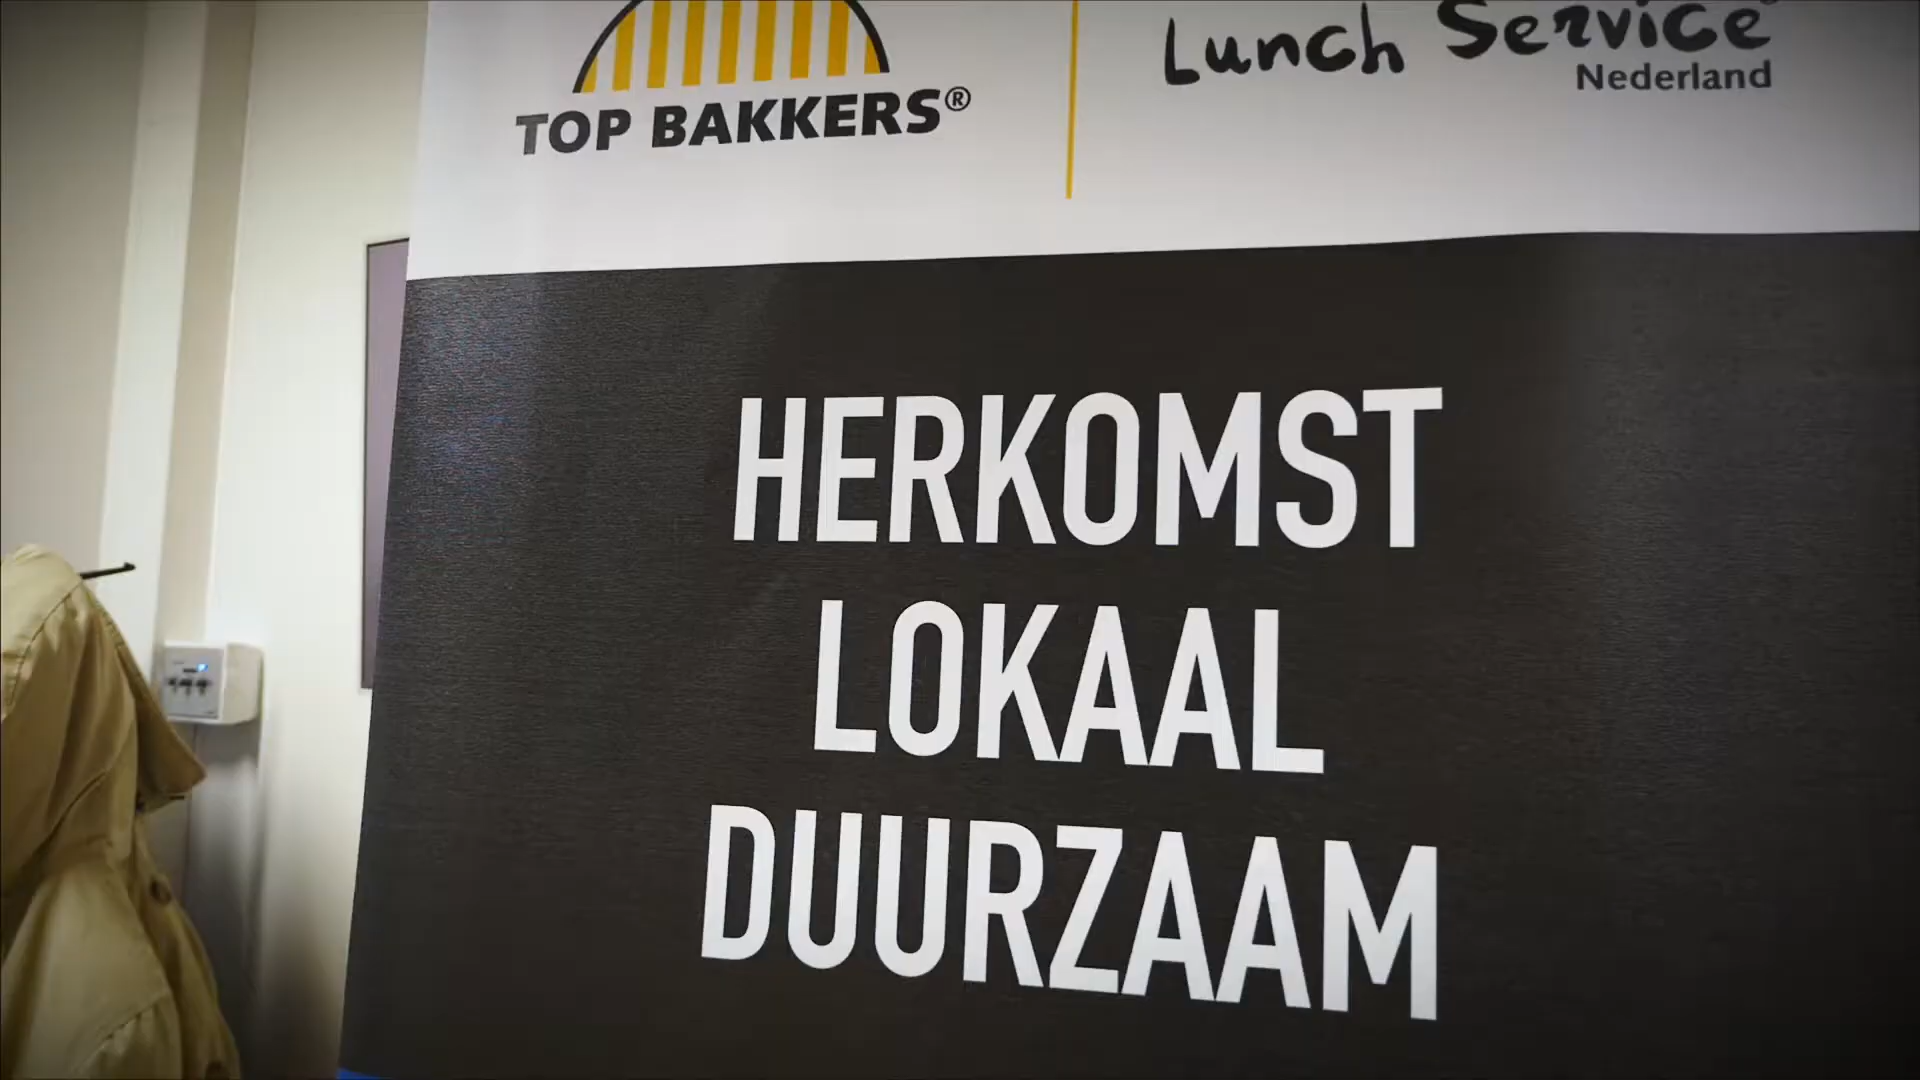 TOP BAKKERS®
Lunch Service
Nederland
HERKOMST
LOKAAL
DUURZAAM